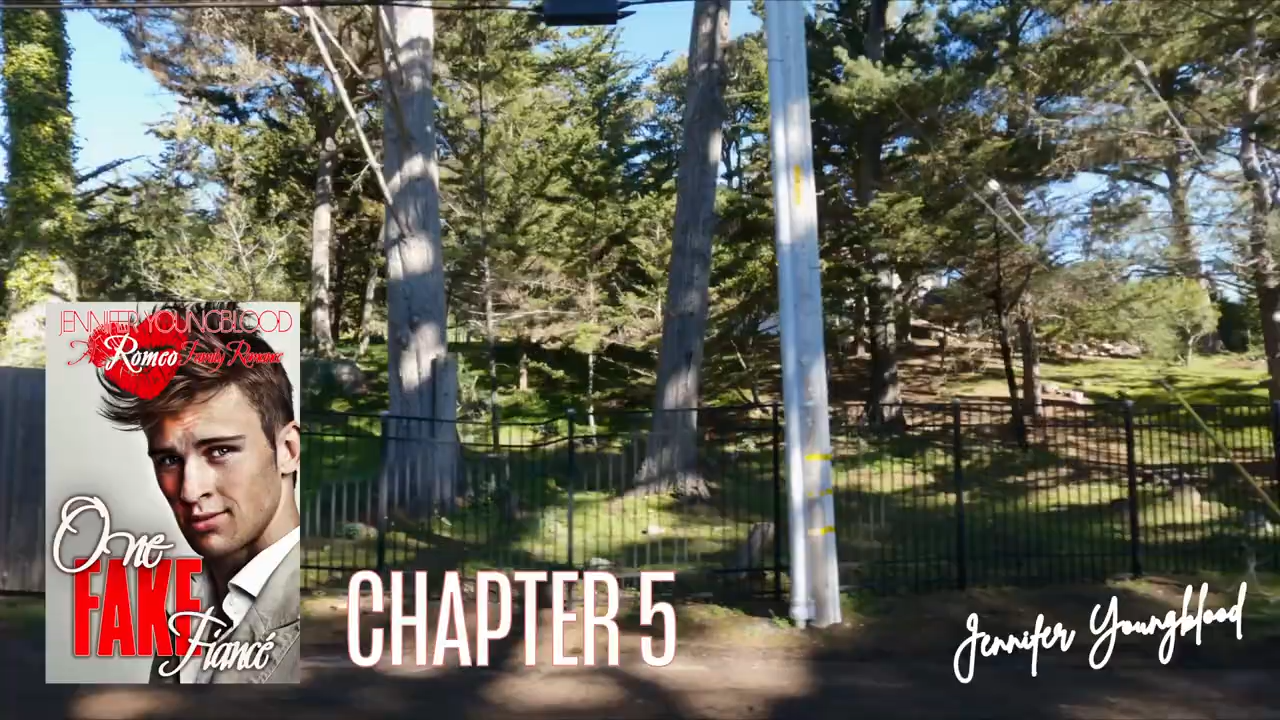 JENNIFER YOUNGBLOOD
A Romeo Family Romance
One
FAKE
Fiancé
CHAPTER 5
Jennifer Youngblood